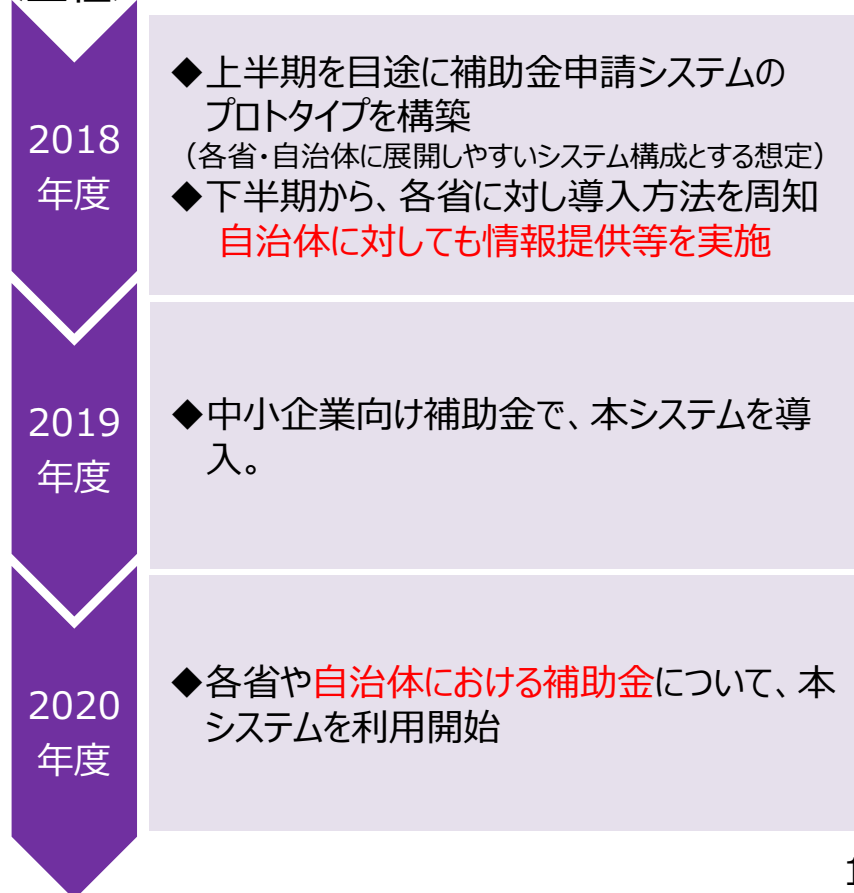 2018
年度
◆上半期を目途に補助金申請システムの
プロトタイプを構築
（各省・自治体に展開しやすいシステム構成とする想定）
◆下半期から、各省に対し導入方法を周知
自治体に対しても情報提供等を実施
2019
年度
◆中小企業向け補助金で、本システムを導
入。
2020
年度
◆各省や自治体における補助金について、本
システムを利用開始